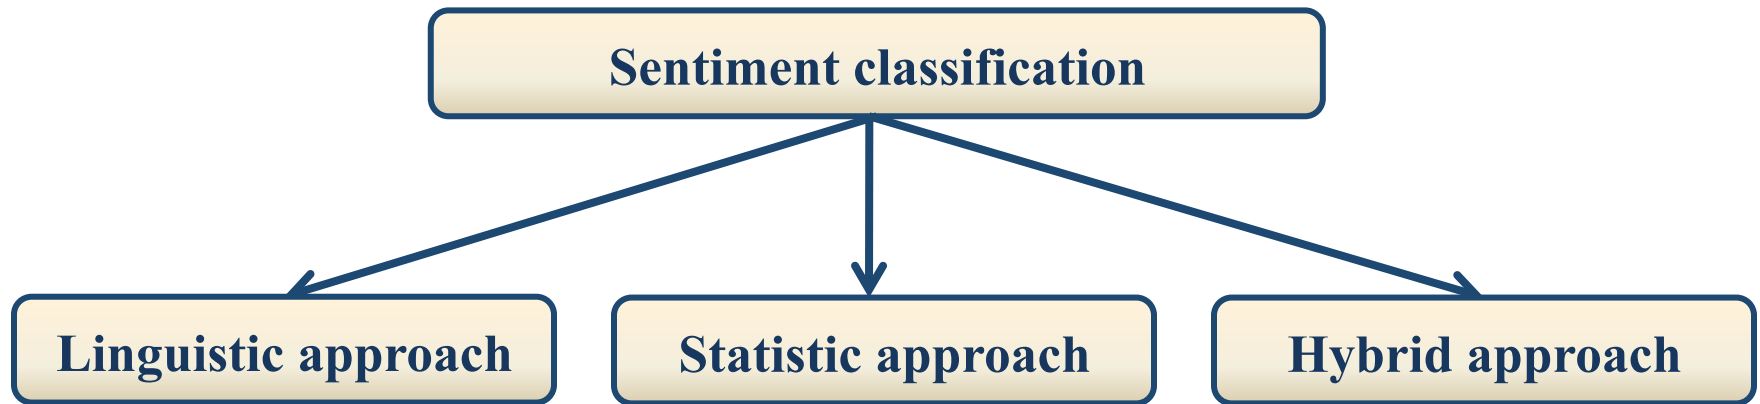 Sentiment classification
Linguistic approach
Statistic approach
Hybrid approach